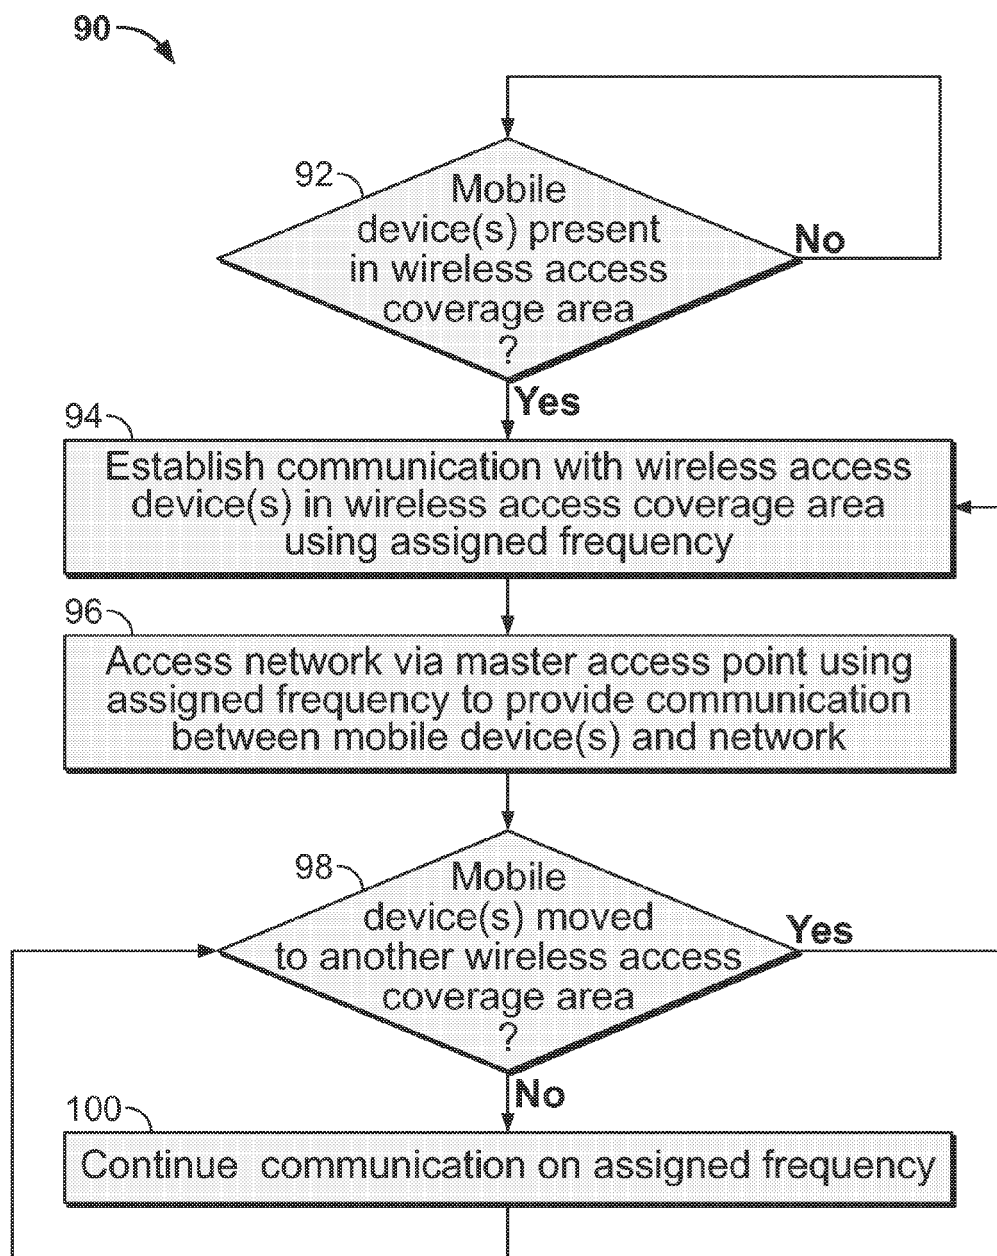 90
92
Mobile
device(s) present
in wireless access
coverage area
?
No
Yes
94
Establish communication with wireless access
device(s) in wireless access coverage area
using assigned frequency
96
Access network via master access point using
assigned frequency to provide communication
between mobile device(s) and network
98
Mobile
device(s) moved
to another wireless access
coverage area
?
Yes
No
100
Continue communication on assigned frequency